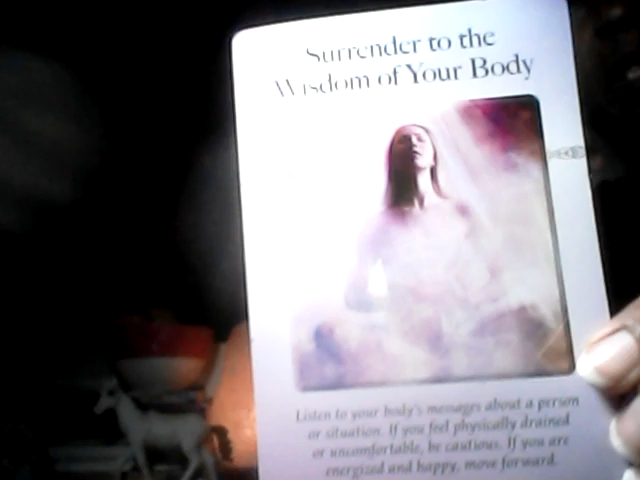 Surrender to the
Wisdom of Your Body
Listen to your body's messages about a person
or situation. If you feel physically drained
or uncomfortable, be cautious. If you are
energized and happy, move forward.